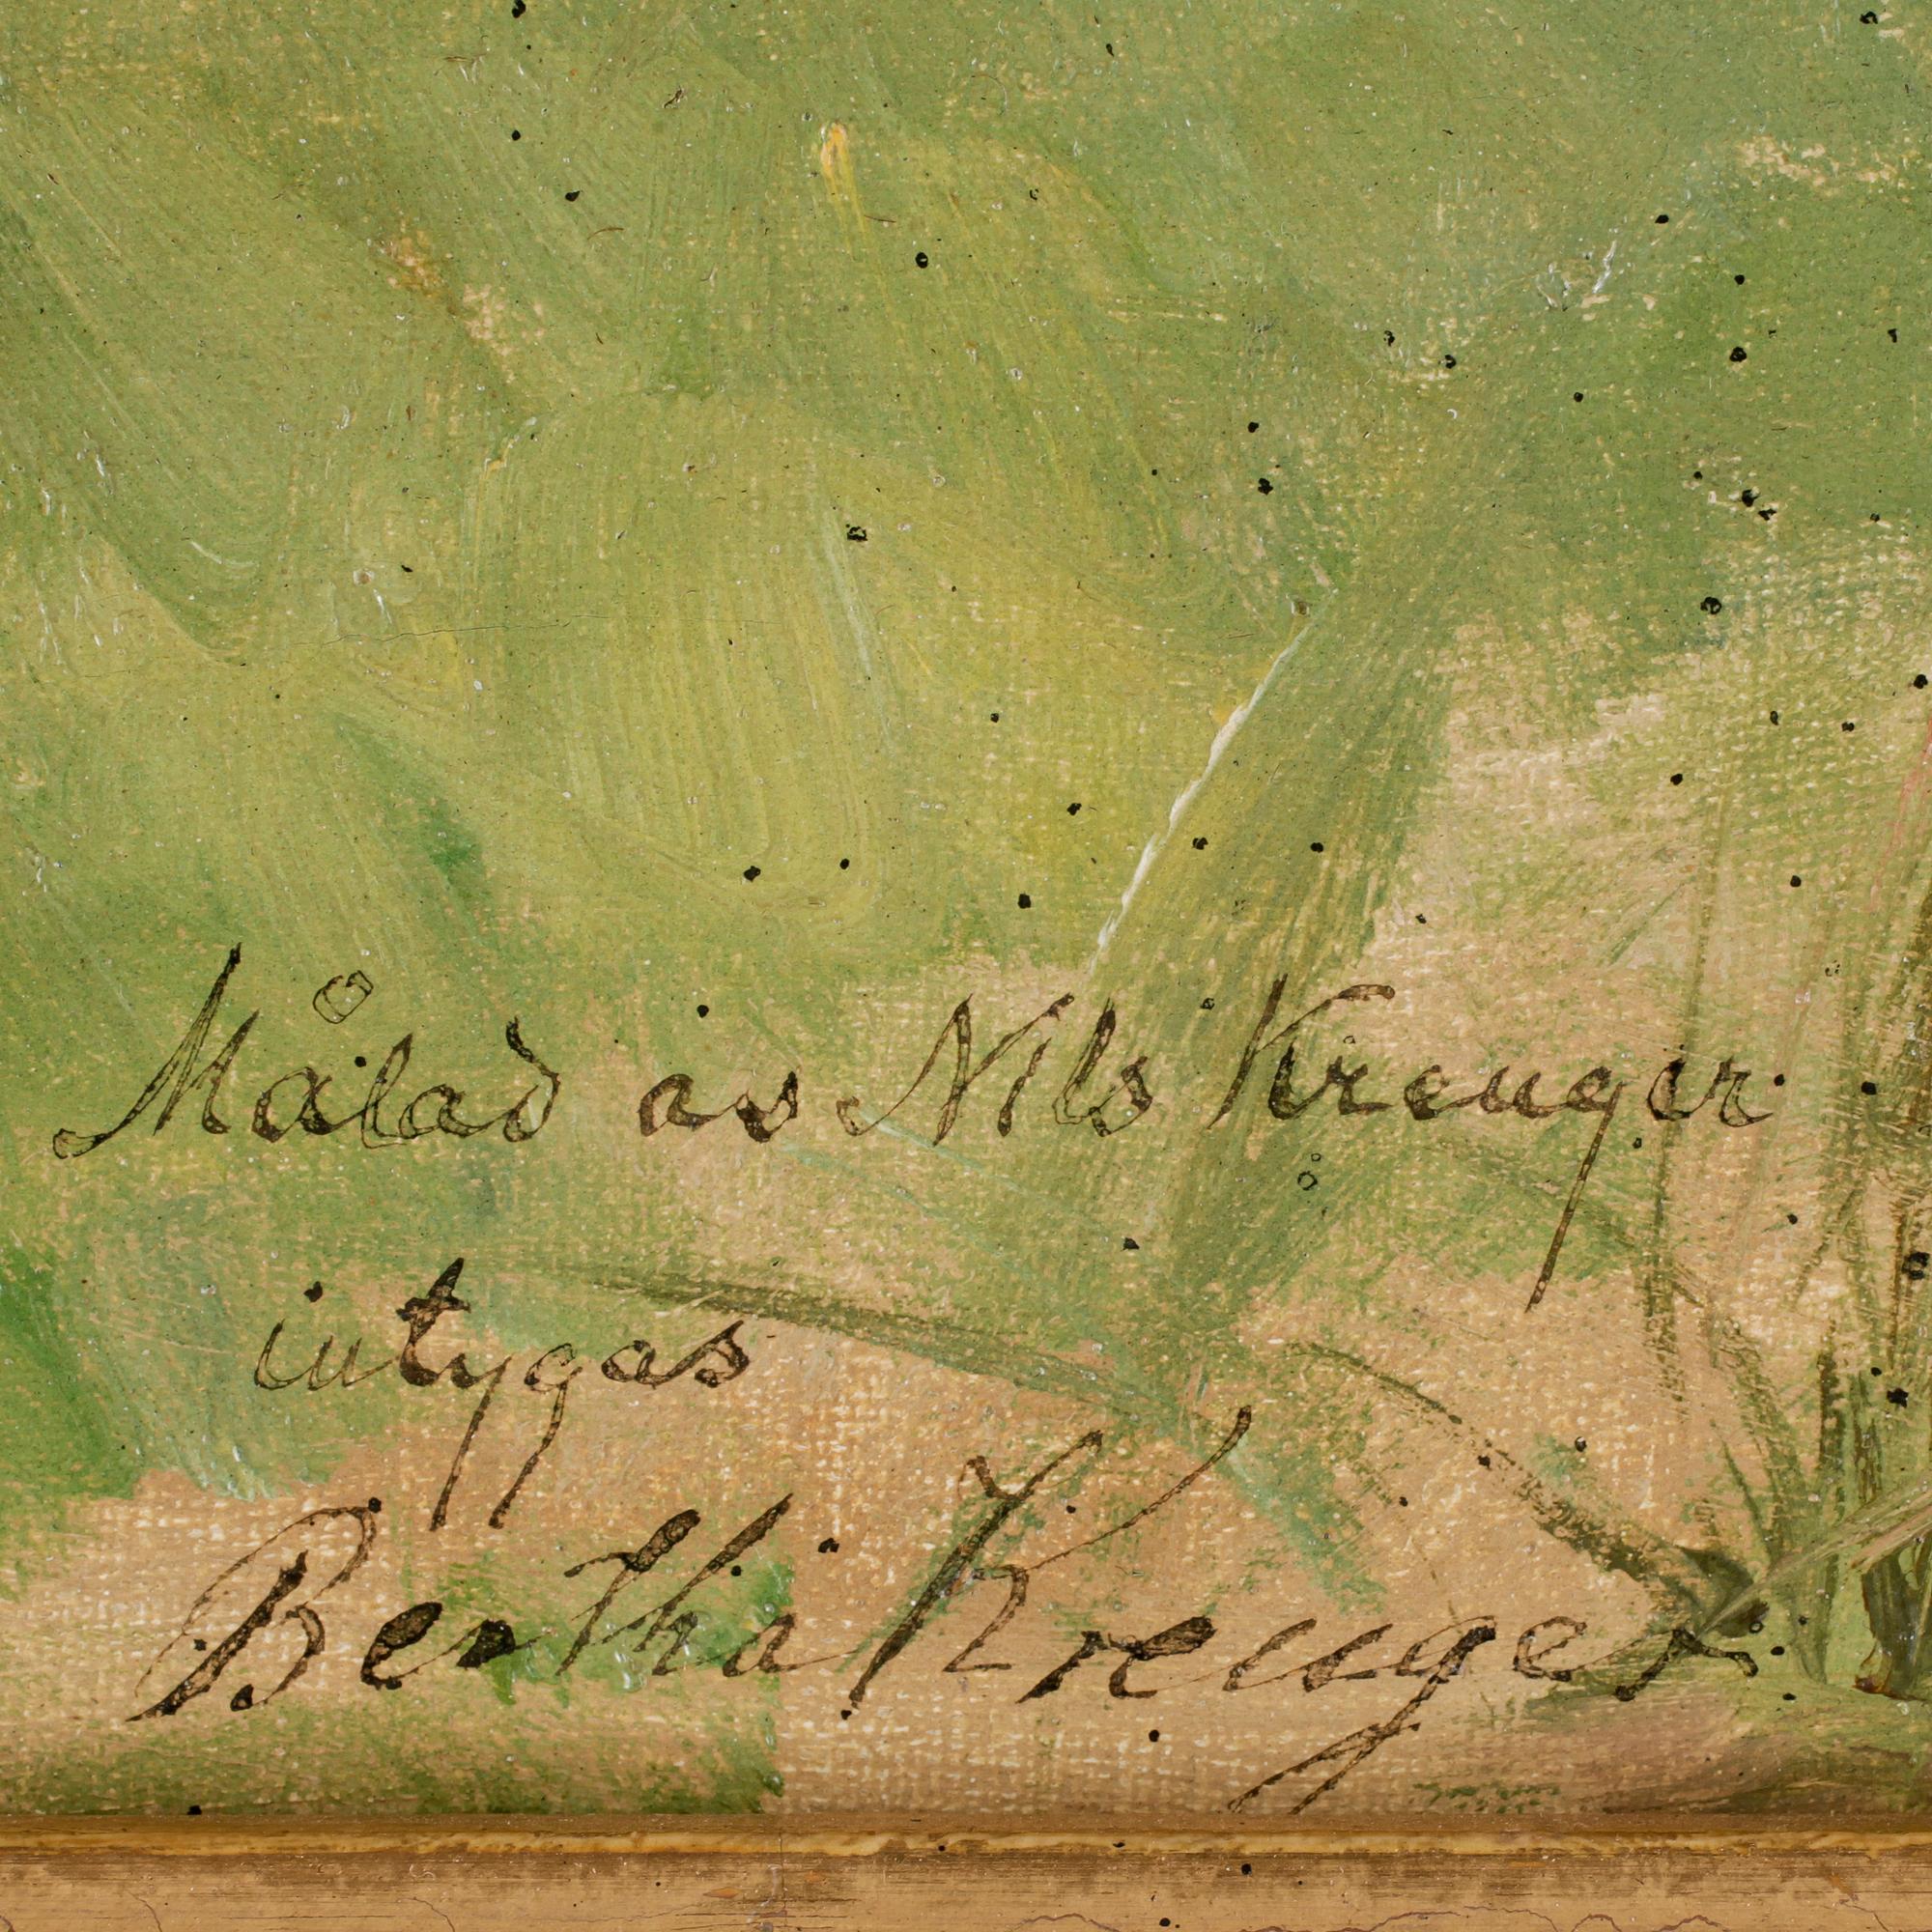 Målad av Nils Kreuger
intygas
Bertha Kreuger